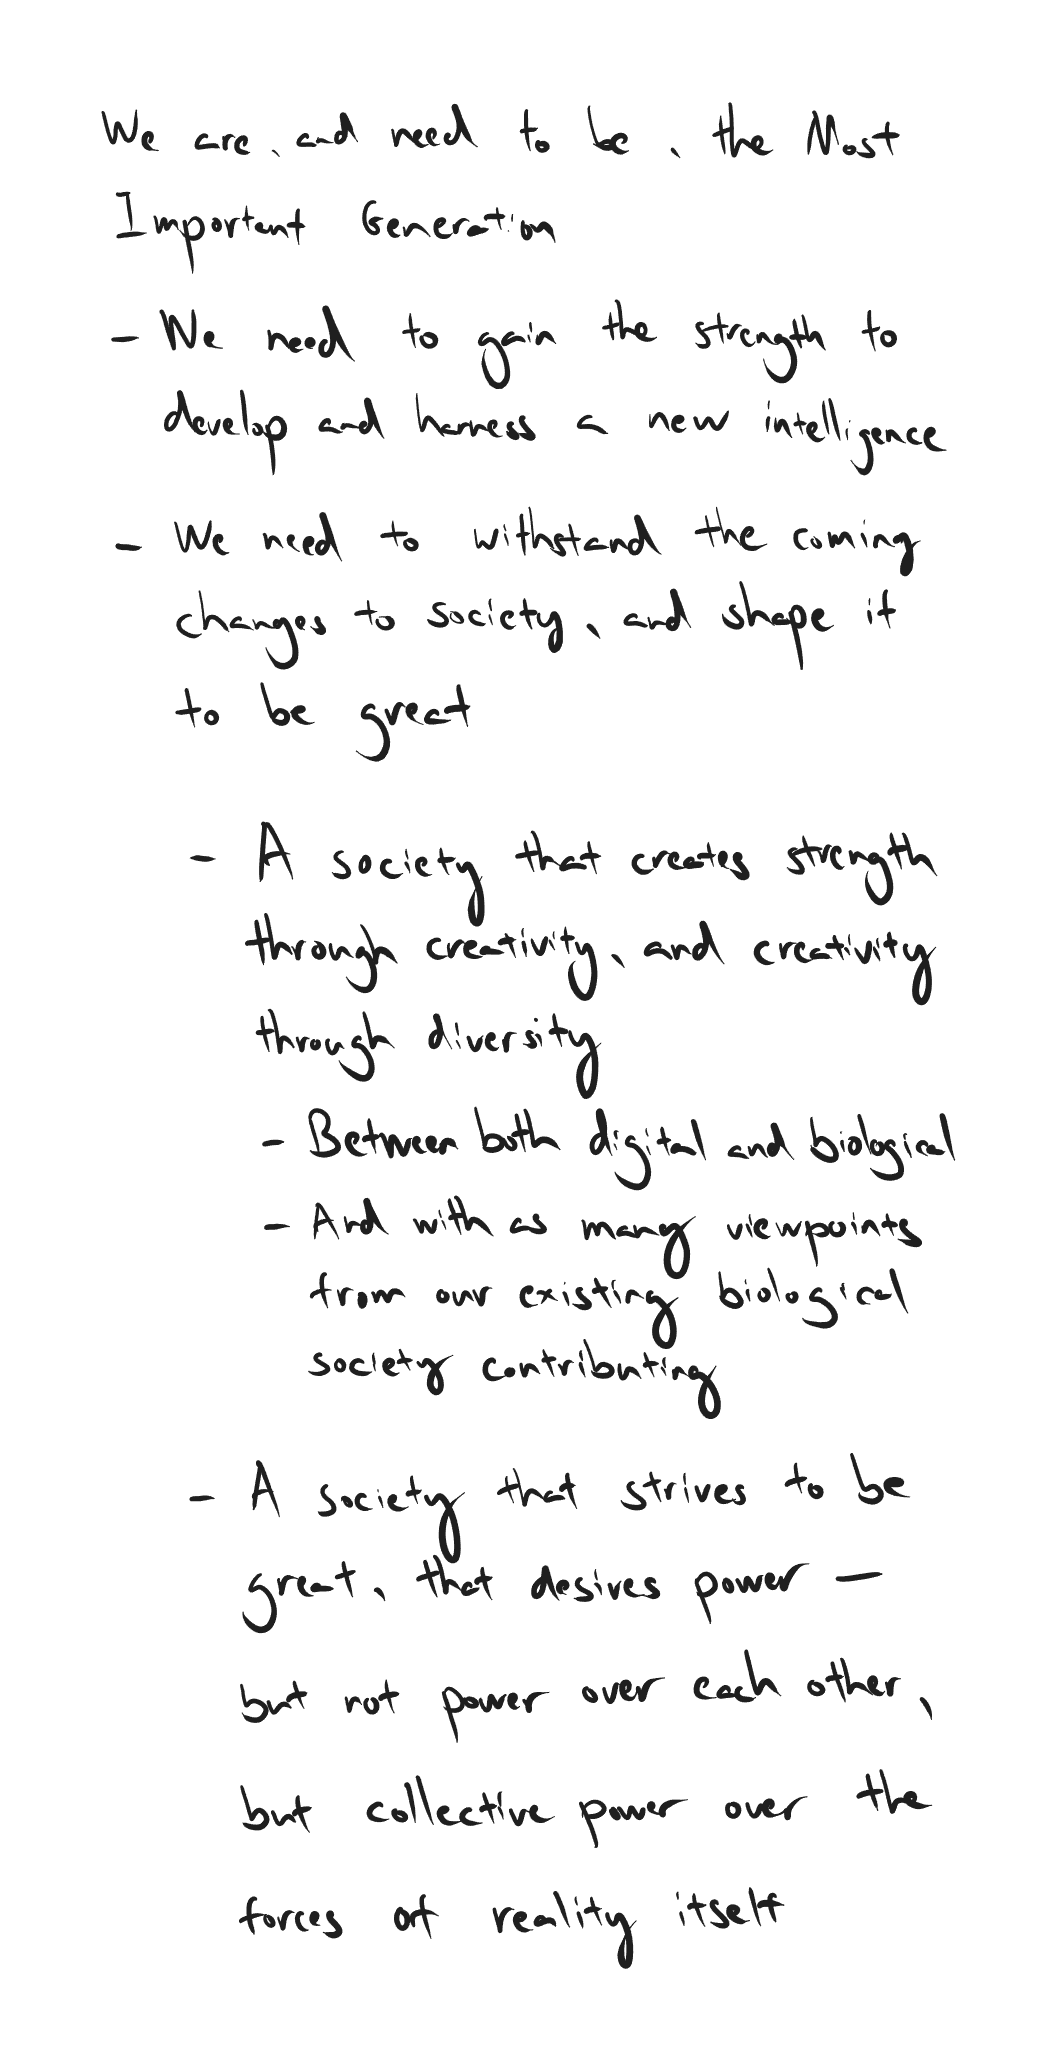 We are, and need to be, the Most
Important Generation
- We need to gain the strength to
develop and harness a new intelligence
- We need to withstand the coming
changes to society, and shape it
to be great
- A society that creates strength
through creativity, and creativity
through diversity
- Between both digital and biological
- And with as many viewpoints
from our existing biological
society contributing
- A society that strives to be
great, that desires power —
but not power over each other,
but collective power over the
forces of reality itself